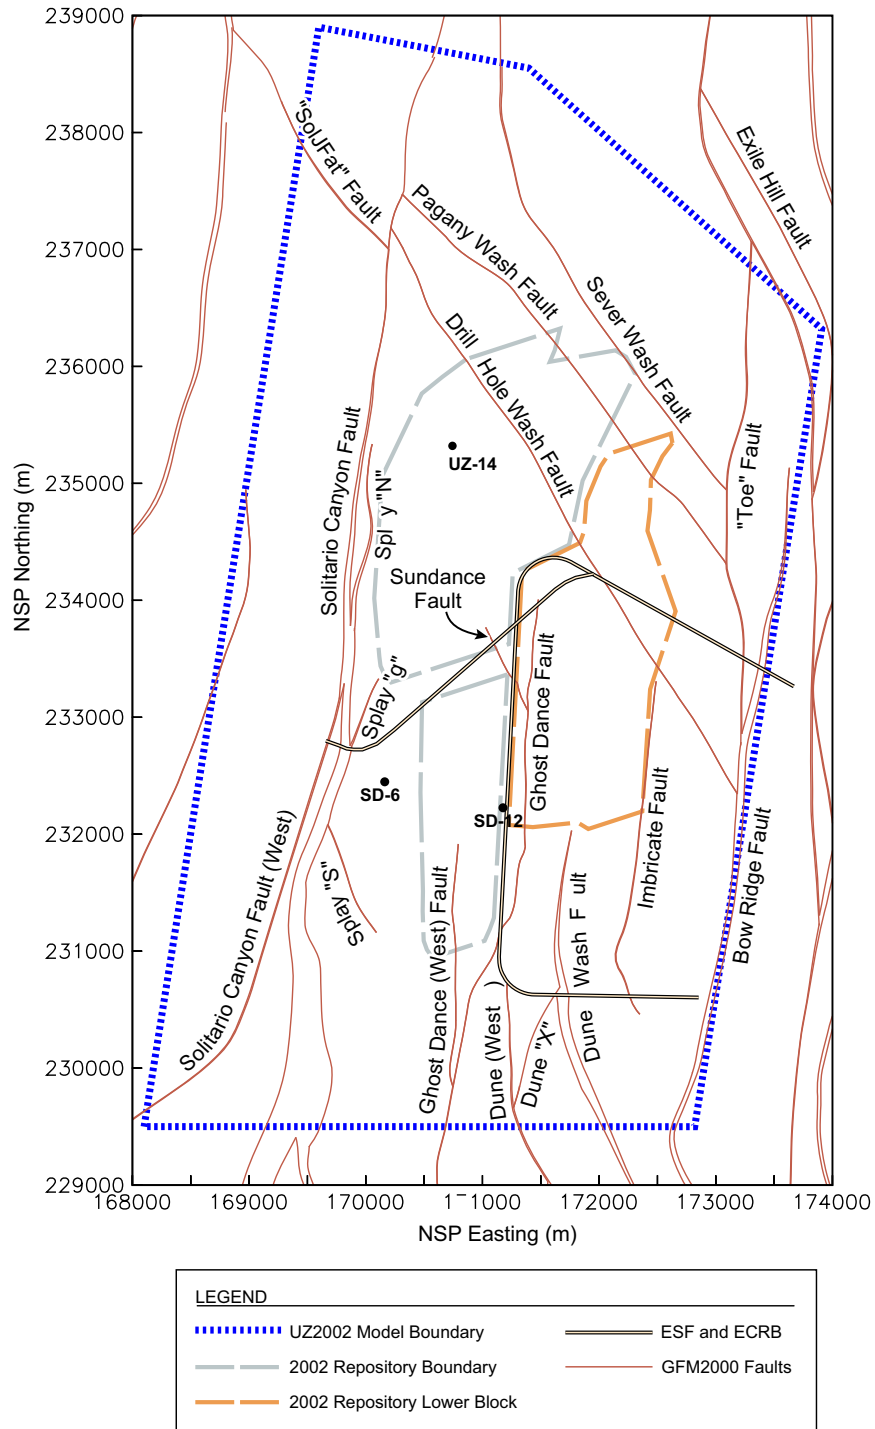 239000
238000
237000
236000
235000
234000
233000
232000
231000
230000
229000
NSP Northing (m)
"SolJFat" Fault
Pagany Wash Fault
Exile Hill Fault
Sever Wash Fault
Drill Hole Wash Fault
Solitario Canyon Fault
Spl y "N"
UZ-14
"Toe" Fault
Sundance
Fault
Splay "g"
Ghost Dance Fault
SD-6
SD-12
Imbricate Fault
Bow Ridge Fault
Solitario Canyon Fault (West)
Splay "S"
Ghost Dance (West) Fault
Dune (West )
Dune "X"
Dune Wash F ult
168000
169000
170000
171000
172000
173000
174000
NSP Easting (m)
LEGEND
UZ2002 Model Boundary
ESF and ECRB
2002 Repository Boundary
GFM2000 Faults
2002 Repository Lower Block